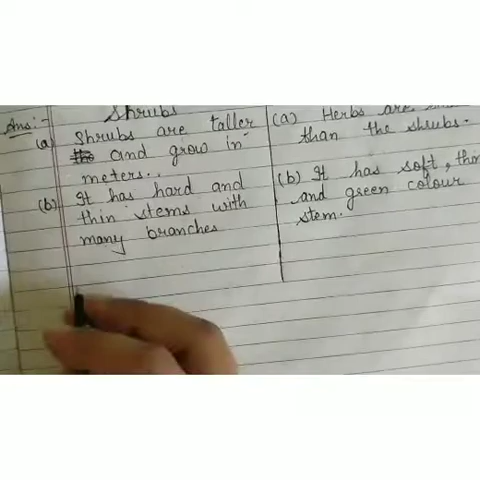 Ans:-
Shrubs
(a) Shrubs are taller
and grow in
meters..
(b) It has hard and
thin stems with
many branches
(a) Herbs are
than the shrubs.
(b) It has soft, thin
and green colour
stem.